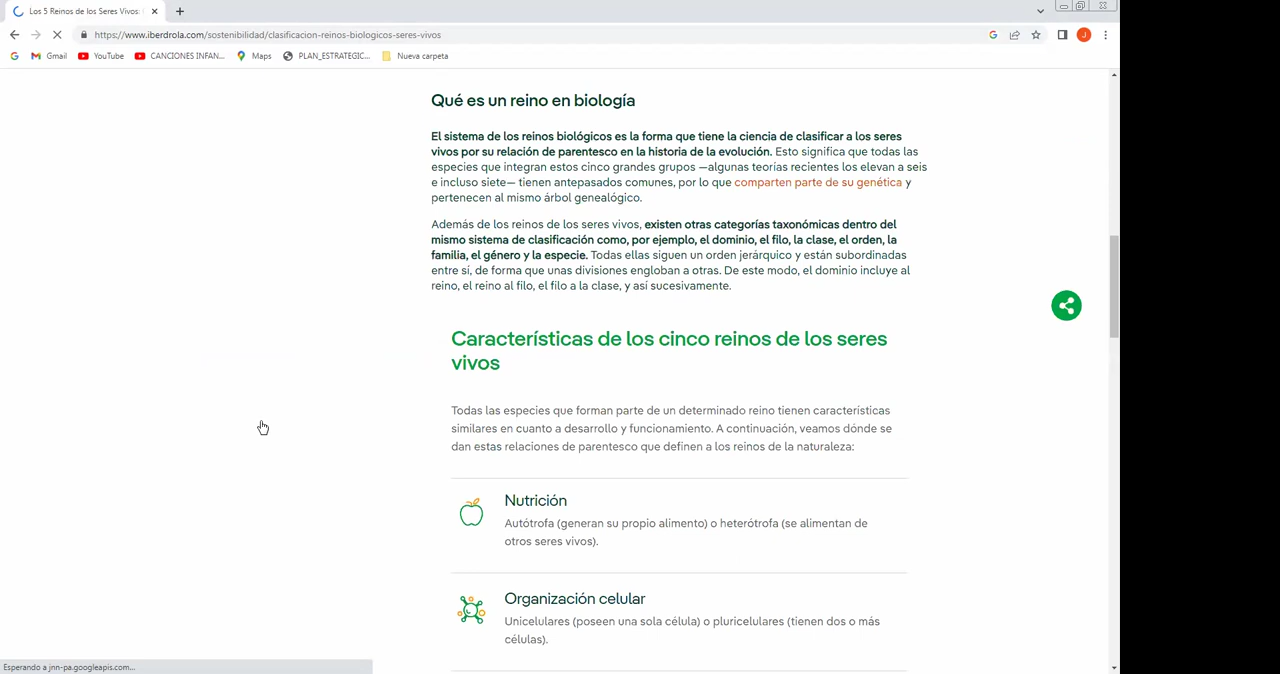 Los 5 Reinos de los Seres Vivos:
https://www.iberdrola.com/sostenibilidad/clasificacion-reinos-biologicos-seres-vivos
J
Gmail
YouTube
CANCIONES INFAN...
Maps
PLAN_ESTRATEGIC...
Nueva carpeta
Qué es un reino en biología
El sistema de los reinos biológicos es la forma que tiene la ciencia de clasificar a los seres
vivos por su relación de parentesco en la historia de la evolución. Esto significa que todas las
especies que integran estos cinco grandes grupos —algunas teorías recientes los elevan a seis
e incluso siete— tienen antepasados comunes, por lo que comparten parte de su genética y
pertenecen al mismo árbol genealógico.
Además de los reinos de los seres vivos, existen otras categorías taxonómicas dentro del
mismo sistema de clasificación como, por ejemplo, el dominio, el filo, la clase, el orden, la
familia, el género y la especie. Todas ellas siguen un orden jerárquico y están subordinadas
entre sí, de forma que unas divisiones engloban a otras. De este modo, el dominio incluye al
reino, el reino al filo, el filo a la clase, y así sucesivamente.
Características de los cinco reinos de los seres
vivos
Todas las especies que forman parte de un determinado reino tienen características
similares en cuanto a desarrollo y funcionamiento. A continuación, veamos dónde se
dan estas relaciones de parentesco que definen a los reinos de la naturaleza:
Nutrición
Autótrofa (generan su propio alimento) o heterótrofa (se alimentan de
otros seres vivos).
Organización celular
Unicelulares (poseen una sola célula) o pluricelulares (tienen dos o más
células).
Esperando a jnn-pa.googleapis.com...